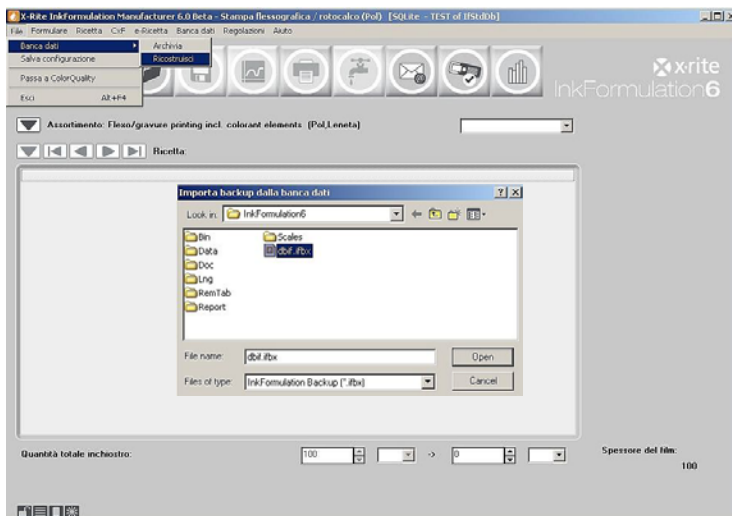 X-Rite InkFormulation Manufacturer 6.0 Beta - Stampa flessografica / rotocalco (Pol) [SQLite - TEST of IFStdDb]
File Formulare Ricetta CxF e-Ricetta Banca dati Regolazioni Aiuto
Banca dati Archivia
Salva configurazione Ricostruisci
Passa a ColorQuality
Esci Alt+F4
x·rite
InkFormulation6
Assortimento: Flexo/gravure printing incl. colorant elements (Pol,Leneta)
Ricetta:
Importa backup dalla banca dati
Look in: InkFormulation6
Bin Scales
Data dbif.ifbx
Doc
Lng
RemTab
Report
File name: dbif.ifbx Open
Files of type: InkFormulation Backup (*.ifbx) Cancel
Quantità totale inchiostro: 100 -> 0 Spessore del film:
100